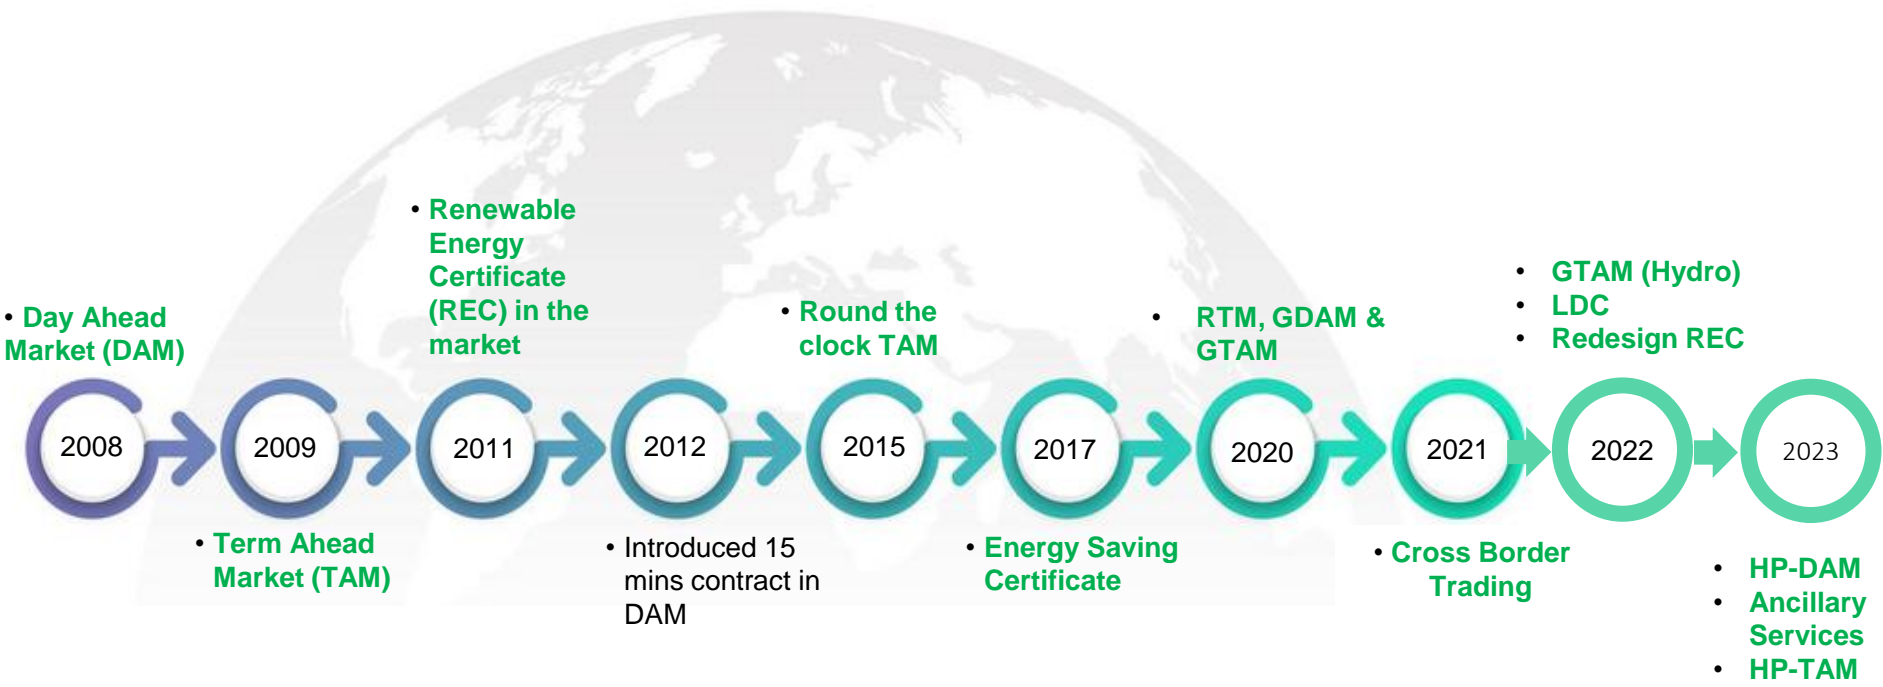 • Day Ahead
Market (DAM)
2008
2009
• Term Ahead
Market (TAM)
• Renewable
Energy
Certificate
(REC) in the
market
2011
2012
• Introduced 15
mins contract in
DAM
• Round the
clock TAM
2015
2017
• Energy Saving
Certificate
• RTM, GDAM &
GTAM
2020
2021
• Cross Border
Trading
• GTAM (Hydro)
• LDC
• Redesign REC
2022
2023
• HP-DAM
• Ancillary
Services
• HP-TAM